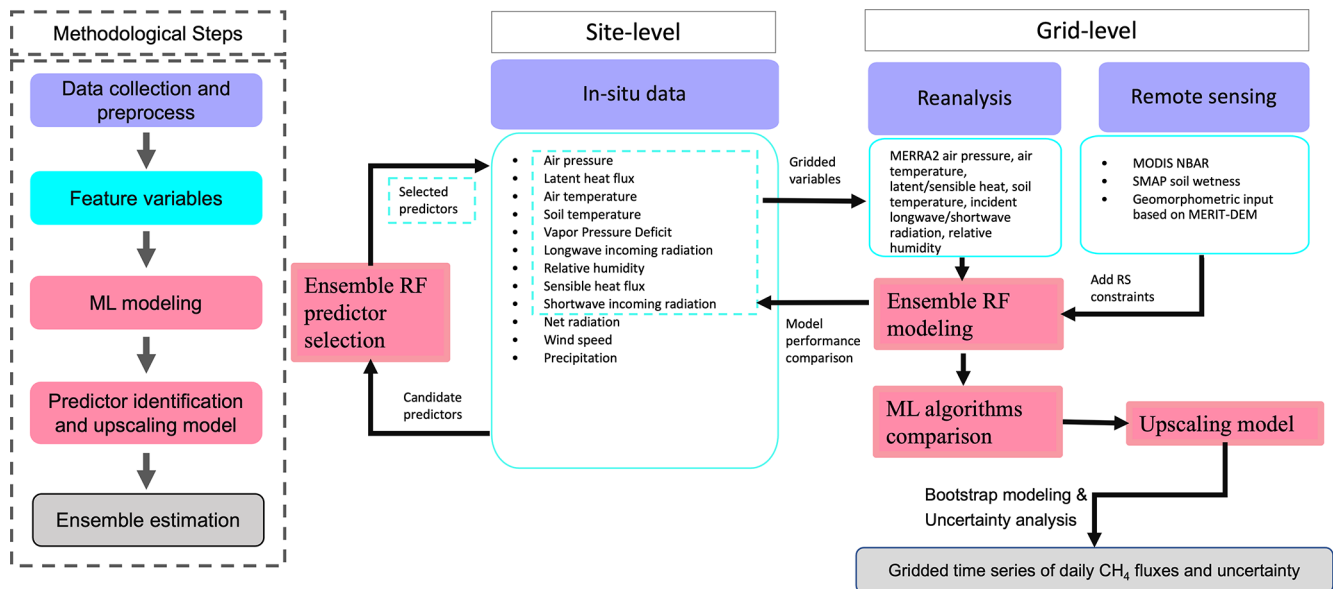 Methodological Steps
Data collection and
preprocess
Feature variables
ML modeling
Predictor identification
and upscaling model
Ensemble estimation
Site-level
In-situ data
Selected
predictors
Ensemble RF
predictor
selection
Candidate
predictors
• Air pressure
• Latent heat flux
• Air temperature
• Soil temperature
• Vapor Pressure Deficit
• Longwave incoming radiation
• Relative humidity
• Sensible heat flux
• Shortwave incoming radiation
• Net radiation
• Wind speed
• Precipitation
Gridded
variables
Model
performance
comparison
Grid-level
Reanalysis
MERRA2 air pressure, air
temperature,
latent/sensible heat, soil
temperature, incident
longwave/shortwave
radiation, relative
humidity
Remote sensing
• MODIS NBAR
• SMAP soil wetness
• Geomorphometric input
based on MERIT-DEM
Add RS
constraints
Ensemble RF
modeling
ML algorithms
comparison
Upscaling model
Bootstrap modeling &
Uncertainty analysis
Gridded time series of daily CH₄ fluxes and uncertainty